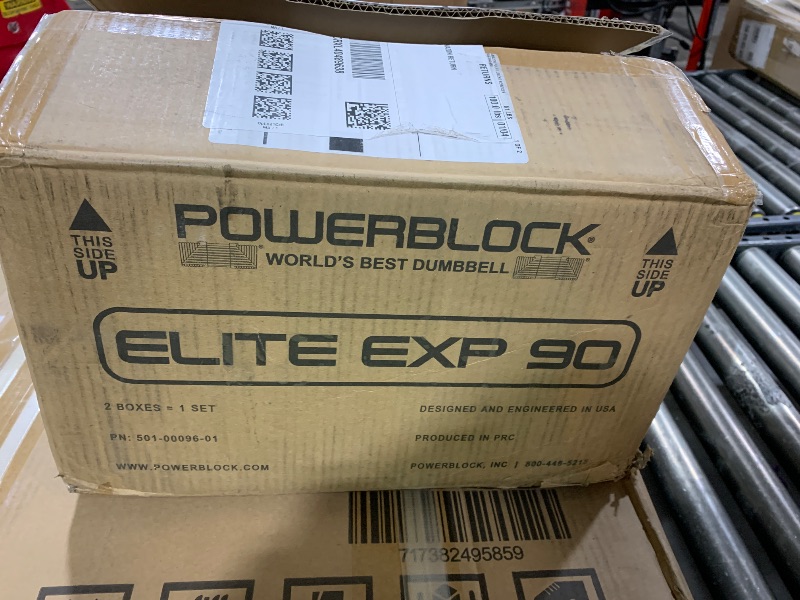 RETURNS
POWERBLOCK®
WORLD'S BEST DUMBBELL
THIS
SIDE
UP
THIS
SIDE
UP
ELITE EXP 90
2 BOXES = 1 SET
DESIGNED AND ENGINEERED IN USA
PN: 501-00096-01
PRODUCED IN PRC
WWW.POWERBLOCK.COM
POWERBLOCK, INC |
717382495859